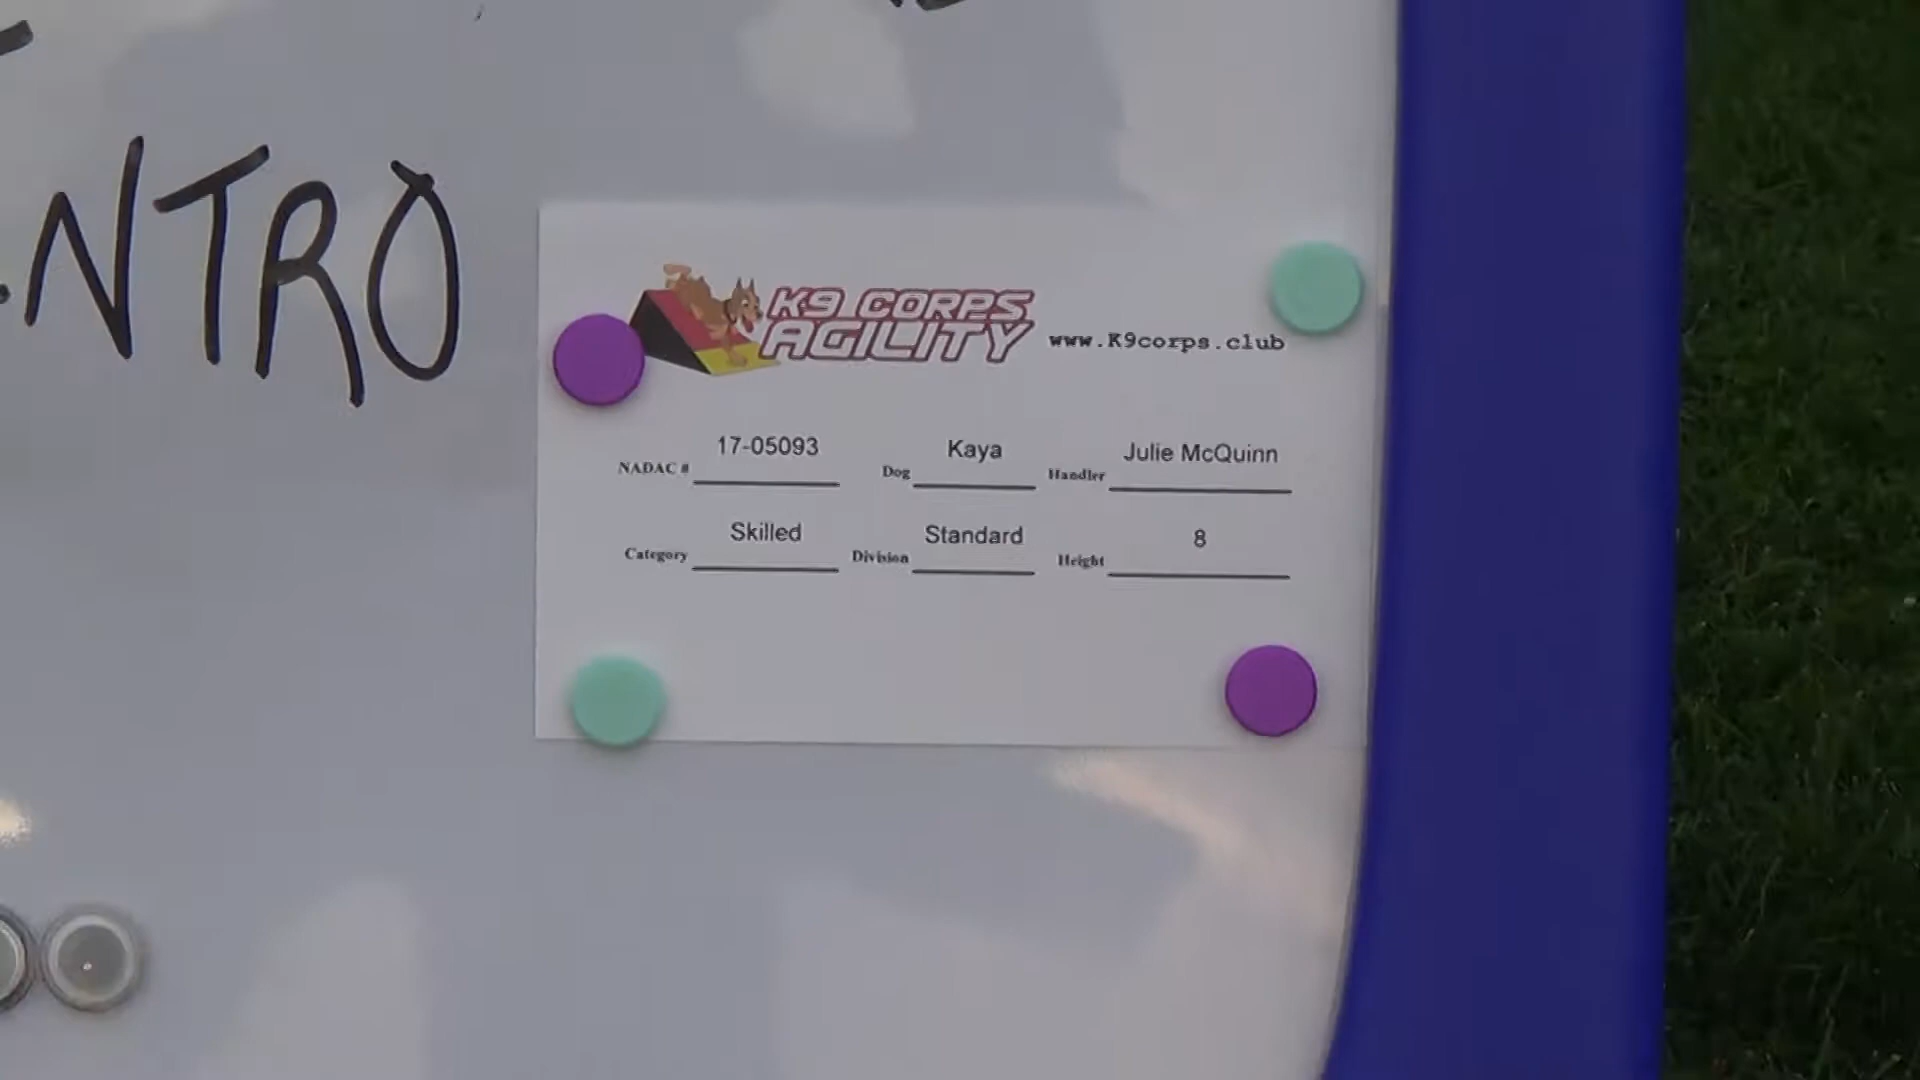 NTRO
K9 CORPS
AGILITY www.K9corps.club
NADAC # 17-05093 Dog Kaya Handler Julie McQuinn
Category Skilled Division Standard Height 8